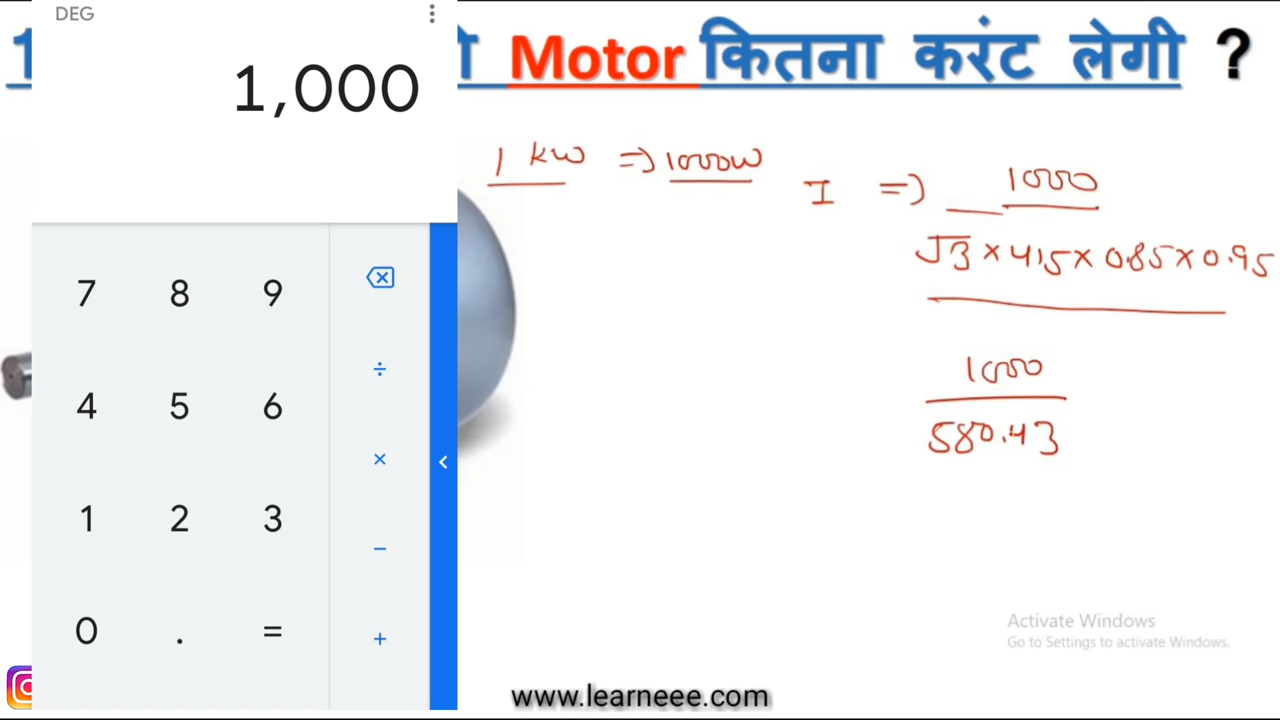 DEG
1,000
Motor कितना करंट लेगी ?
1 kw => 1000w
I => 1000
√3 × 415 × 0.85 × 0.95
1000
580.43
7 8 9
÷
4 5 6
×
1 2 3
−
0 . =
+
Activate Windows
Go to Settings to activate Windows.
www.learneee.com